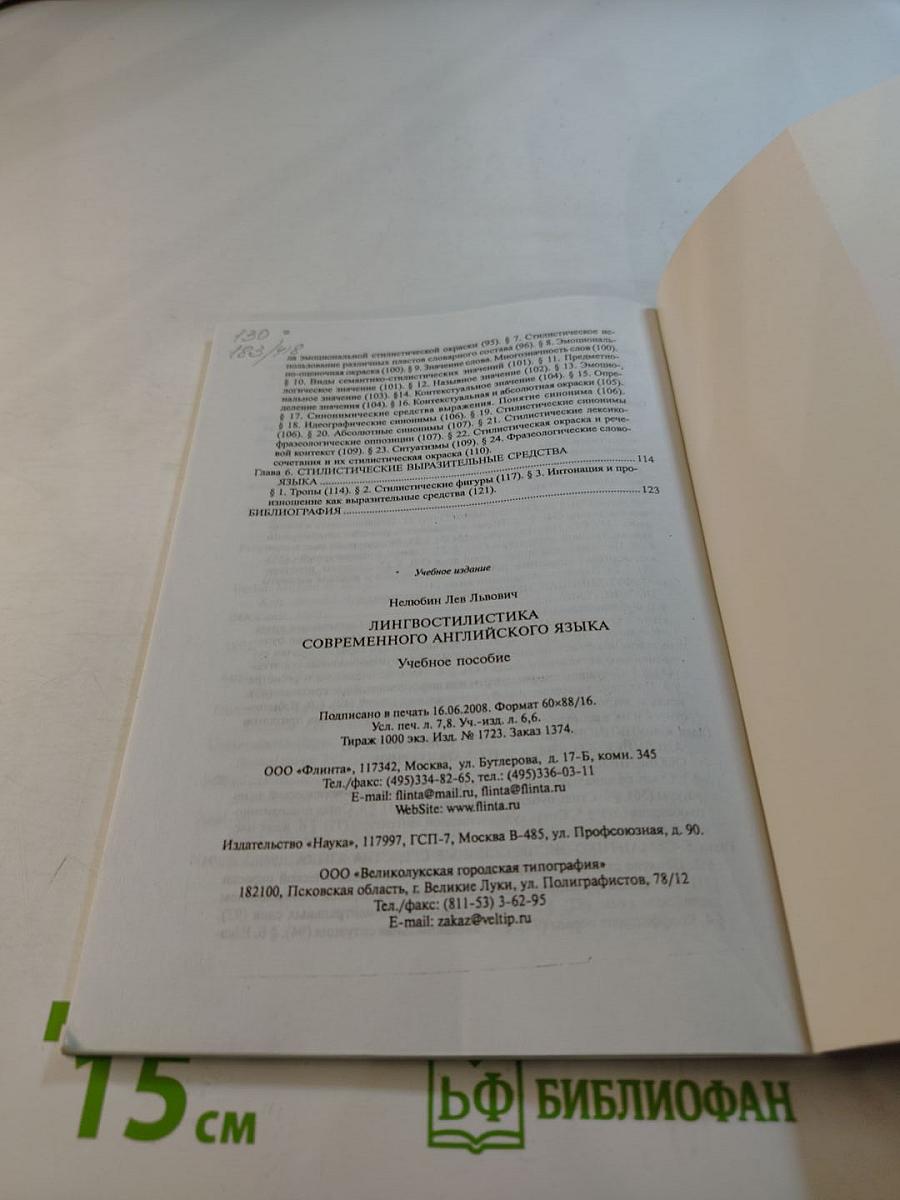 130
183/418
ла эмоциональной стилистической окраски (95). § 7. Стилистическое ис-
пользование различных пластов словарного состава (96). § 8. Эмоциональ-
но-оценочная окраска (100). § 9. Значение слова. Многозначность слов (100).
§ 10. Виды семантико-стилистических значений (101). § 11. Предметно-
логическое значение (101). § 12. Назывное значение (102). § 13. Эмоцио-
нальное значение (103). §14. Контекстуальное значение (104). § 15. Опре-
деление значения (104). § 16. Контекстуальная и абсолютная окраски (105).
§ 17. Синонимические средства выражения. Понятие синонима (106).
§ 18. Идеографические синонимы (106). § 19. Стилистические синонимы
(106). § 20. Абсолютные синонимы (107). § 21. Стилистические лексико-
фразеологические оппозиции (107). § 22. Стилистическая окраска и рече-
вой контекст (109). § 23. Ситуатизмы (109). § 24. Фразеологические слово-
сочетания и их стилистическая окраска (110).
Глава 6. СТИЛИСТИЧЕСКИЕ ВЫРАЗИТЕЛЬНЫЕ СРЕДСТВА
ЯЗЫКА ........ 114
§ 1. Тропы (114). § 2. Стилистические фигуры (117). § 3. Интонация и про-
изношение как выразительные средства (121).
БИБЛИОГРАФИЯ ........ 123
Учебное издание
Нелюбин Лев Львович
ЛИНГВОСТИЛИСТИКА
СОВРЕМЕННОГО АНГЛИЙСКОГО ЯЗЫКА
Учебное пособие
Подписано в печать 16.06.2008. Формат 60×88/16.
Усл. печ. л. 7,8. Уч.-изд. л. 6,6.
Тираж 1000 экз. Изд. № 1723. Заказ 1374.
ООО «Флинта», 117342, Москва, ул. Бутлерова, д. 17-Б, комн. 345
Тел./факс: (495)334-82-65, тел.: (495)336-03-11
E-mail: flinta@mail.ru, flinta@flinta.ru
WebSite: www.flinta.ru
Издательство «Наука», 117997, ГСП-7, Москва В-485, ул. Профсоюзная, д. 90.
ООО «Великолукская городская типография»
182100, Псковская область, г. Великие Луки, ул. Полиграфистов, 78/12
Тел./факс: (811-53) 3-62-95
E-mail: zakaz@veltip.ru
15 см
БФ БИБЛИОФАН